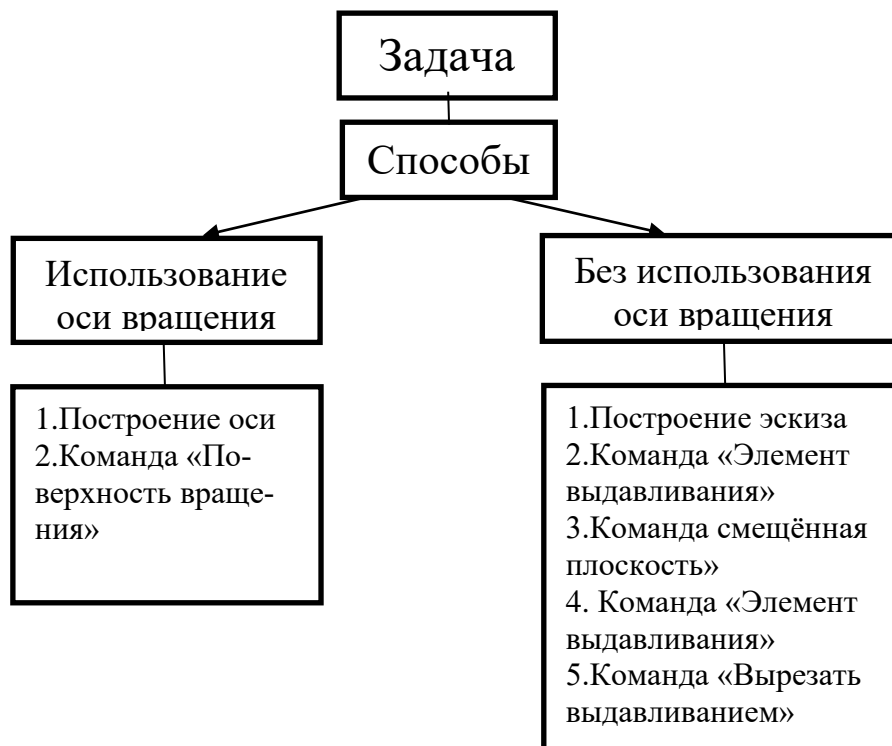 Задача
Способы
Использование
оси вращения
Без использования
оси вращения
1.Построение оси
2.Команда «По-
верхность враще-
ния»
1.Построение эскиза
2.Команда «Элемент
выдавливания»
3.Команда смещённая
плоскость»
4. Команда «Элемент
выдавливания»
5.Команда «Вырезать
выдавливанием»